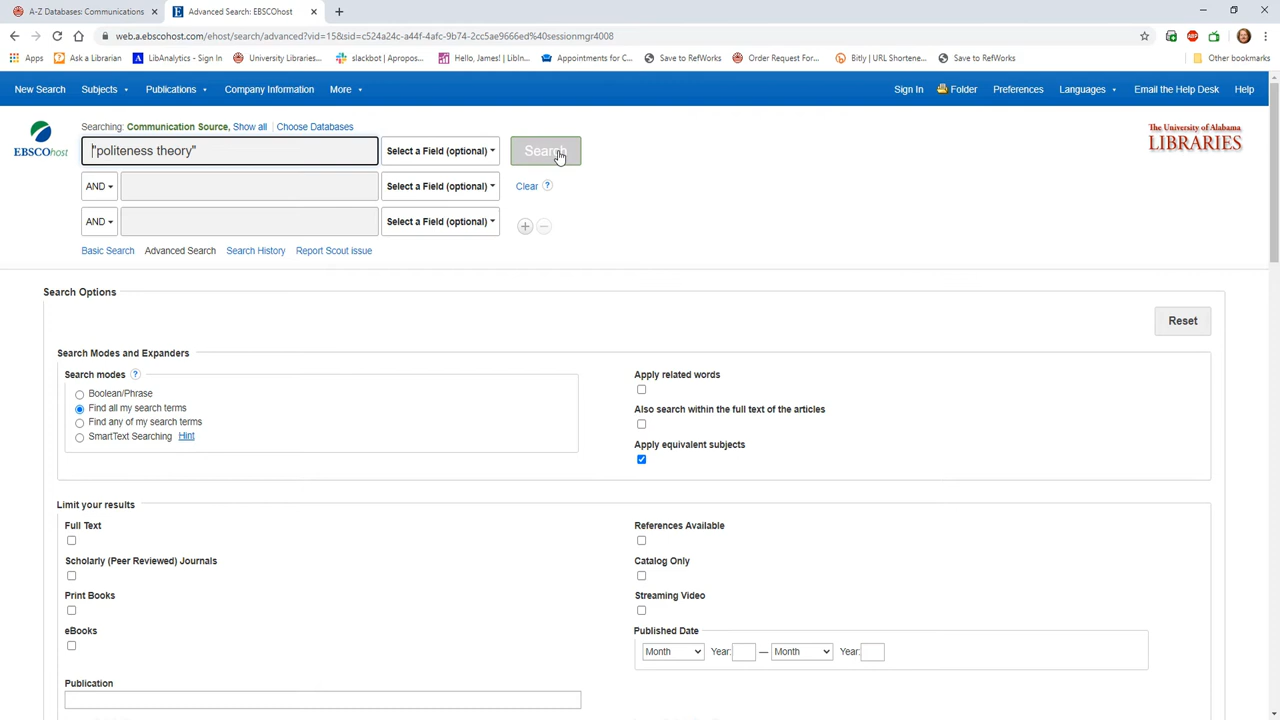 A-Z Databases: Communications
Advanced Search: EBSCOhost
web.a.ebscohost.com/ehost/search/advanced?vid=15&sid=c524a24c-a44f-4afc-9b74-2cc5ae9666ed%40sessionmgr4008
Apps
Ask a Librarian
LibAnalytics - Sign In
University Libraries...
slackbot | Apropos...
Hello, James! | LibIn...
Appointments for C...
Save to RefWorks
Order Request For...
Bitly | URL Shortene...
Save to RefWorks
Other bookmarks
New Search Subjects Publications Company Information More Sign In Folder Preferences Languages Email the Help Desk Help
Searching: Communication Source, Show all | Choose Databases
EBSCOhost
"politeness theory" Select a Field (optional) Search
The University of Alabama
LIBRARIES
AND Select a Field (optional) Clear ?
AND Select a Field (optional)
Basic Search Advanced Search Search History Report Scout issue
Search Options
Reset
Search Modes and Expanders
Search modes ?
Boolean/Phrase
Find all my search terms
Find any of my search terms
SmartText Searching Hint
Apply related words
Also search within the full text of the articles
Apply equivalent subjects
Limit your results
Full Text
References Available
Scholarly (Peer Reviewed) Journals
Catalog Only
Print Books
Streaming Video
eBooks
Published Date
Month Year: — Month Year:
Publication